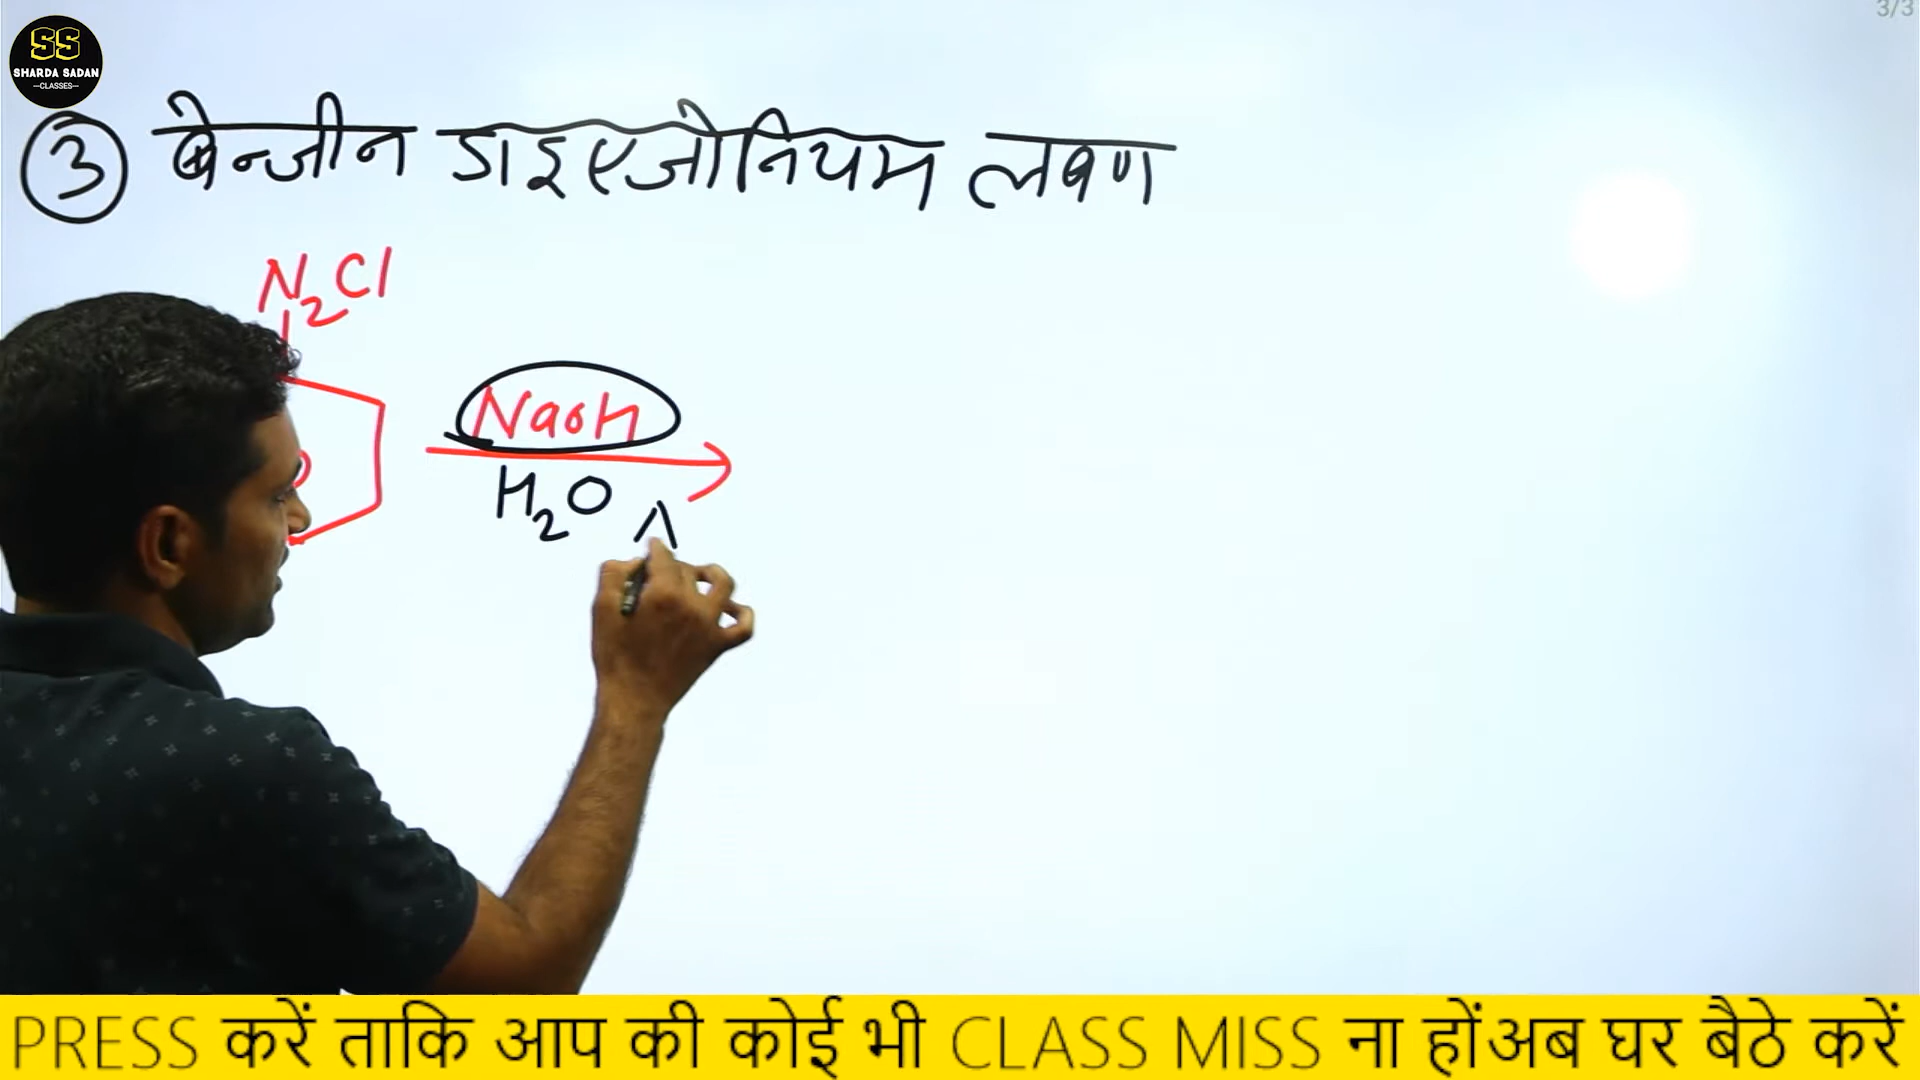 3/3
SS
SHARDA SADAN
—CLASSES—
③ बेन्जीन डाइएजोनियम लवण
N₂Cl
NaoH
H₂O
PRESS करें ताकि आप की कोई भी CLASS MISS ना होंअब घर बैठे करें